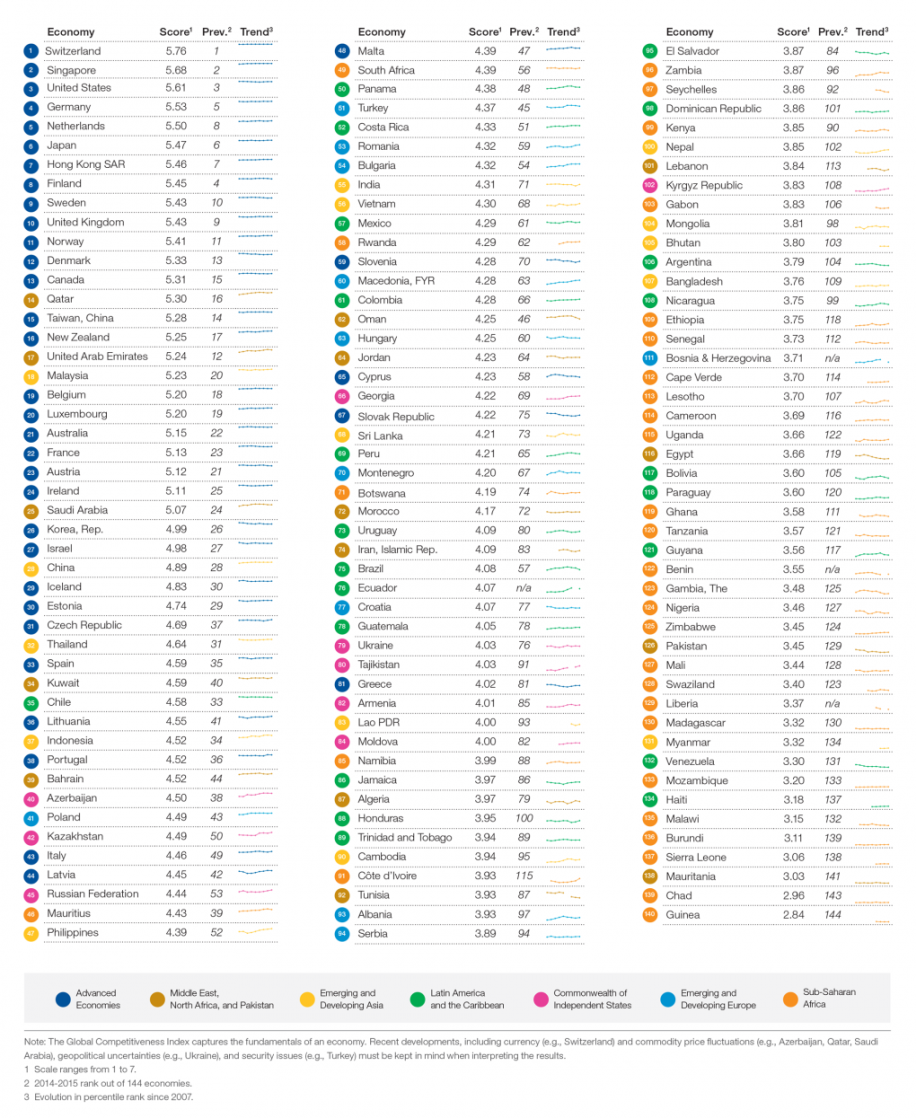 Economy Score¹ Prev.² Trend³
1 Switzerland 5.76 1
2 Singapore 5.68 2
3 United States 5.61 3
4 Germany 5.53 5
5 Netherlands 5.50 8
6 Japan 5.47 6
7 Hong Kong SAR 5.46 7
8 Finland 5.45 4
9 Sweden 5.43 10
10 United Kingdom 5.43 9
11 Norway 5.41 11
12 Denmark 5.33 13
13 Canada 5.31 15
14 Qatar 5.30 16
15 Taiwan, China 5.28 14
16 New Zealand 5.25 17
17 United Arab Emirates 5.24 12
18 Malaysia 5.23 20
19 Belgium 5.20 18
20 Luxembourg 5.20 19
21 Australia 5.15 22
22 France 5.13 23
23 Austria 5.12 21
24 Ireland 5.11 25
25 Saudi Arabia 5.07 24
26 Korea, Rep. 4.99 26
27 Israel 4.98 27
28 China 4.89 28
29 Iceland 4.83 30
30 Estonia 4.74 29
31 Czech Republic 4.69 37
32 Thailand 4.64 31
33 Spain 4.59 35
34 Kuwait 4.59 40
35 Chile 4.58 33
36 Lithuania 4.55 41
37 Indonesia 4.52 34
38 Portugal 4.52 36
39 Bahrain 4.52 44
40 Azerbaijan 4.50 38
41 Poland 4.49 43
42 Kazakhstan 4.49 50
43 Italy 4.46 49
44 Latvia 4.45 42
45 Russian Federation 4.44 53
46 Mauritius 4.43 39
47 Philippines 4.39 52
Economy Score¹ Prev.² Trend³
48 Malta 4.39 47
49 South Africa 4.39 56
50 Panama 4.38 48
51 Turkey 4.37 45
52 Costa Rica 4.33 51
53 Romania 4.32 59
54 Bulgaria 4.32 54
55 India 4.31 71
56 Vietnam 4.30 68
57 Mexico 4.29 61
58 Rwanda 4.29 62
59 Slovenia 4.28 70
60 Macedonia, FYR 4.28 63
61 Colombia 4.28 66
62 Oman 4.25 46
63 Hungary 4.25 60
64 Jordan 4.23 64
65 Cyprus 4.23 58
66 Georgia 4.22 69
67 Slovak Republic 4.22 75
68 Sri Lanka 4.21 73
69 Peru 4.21 65
70 Montenegro 4.20 67
71 Botswana 4.19 74
72 Morocco 4.17 72
73 Uruguay 4.09 80
74 Iran, Islamic Rep. 4.09 83
75 Brazil 4.08 57
76 Ecuador 4.07 n/a
77 Croatia 4.07 77
78 Guatemala 4.05 78
79 Ukraine 4.03 76
80 Tajikistan 4.03 91
81 Greece 4.02 81
82 Armenia 4.01 85
83 Lao PDR 4.00 93
84 Moldova 4.00 82
85 Namibia 3.99 88
86 Jamaica 3.97 86
87 Algeria 3.97 79
88 Honduras 3.95 100
89 Trinidad and Tobago 3.94 89
90 Cambodia 3.94 95
91 Côte d'Ivoire 3.93 115
92 Tunisia 3.93 87
93 Albania 3.93 97
94 Serbia 3.89 94
Economy Score¹ Prev.² Trend³
95 El Salvador 3.87 84
96 Zambia 3.87 96
97 Seychelles 3.86 92
98 Dominican Republic 3.86 101
99 Kenya 3.85 90
100 Nepal 3.85 102
101 Lebanon 3.84 113
102 Kyrgyz Republic 3.83 108
103 Gabon 3.83 106
104 Mongolia 3.81 98
105 Bhutan 3.80 103
106 Argentina 3.79 104
107 Bangladesh 3.76 109
108 Nicaragua 3.75 99
109 Ethiopia 3.75 118
110 Senegal 3.73 112
111 Bosnia & Herzegovina 3.71 n/a
112 Cape Verde 3.70 114
113 Lesotho 3.70 107
114 Cameroon 3.69 116
115 Uganda 3.66 122
116 Egypt 3.66 119
117 Bolivia 3.60 105
118 Paraguay 3.60 120
119 Ghana 3.58 111
120 Tanzania 3.57 121
121 Guyana 3.56 117
122 Benin 3.55 n/a
123 Gambia, The 3.48 125
124 Nigeria 3.46 127
125 Zimbabwe 3.45 124
126 Pakistan 3.45 129
127 Mali 3.44 128
128 Swaziland 3.40 123
129 Liberia 3.37 n/a
130 Madagascar 3.32 130
131 Myanmar 3.32 134
132 Venezuela 3.30 131
133 Mozambique 3.20 133
134 Haiti 3.18 137
135 Malawi 3.15 132
136 Burundi 3.11 139
137 Sierra Leone 3.06 138
138 Mauritania 3.03 141
139 Chad 2.96 143
140 Guinea 2.84 144
Advanced Economies
Middle East, North Africa, and Pakistan
Emerging and Developing Asia
Latin America and the Caribbean
Commonwealth of Independent States
Emerging and Developing Europe
Sub-Saharan Africa
Note: The Global Competitiveness Index captures the fundamentals of an economy. Recent developments, including currency (e.g., Switzerland) and commodity price fluctuations (e.g., Azerbaijan, Qatar, Saudi
Arabia), geopolitical uncertainties (e.g., Ukraine), and security issues (e.g., Turkey) must be kept in mind when interpreting the results.
1 Scale ranges from 1 to 7.
2 2014-2015 rank out of 144 economies.
3 Evolution in percentile rank since 2007.